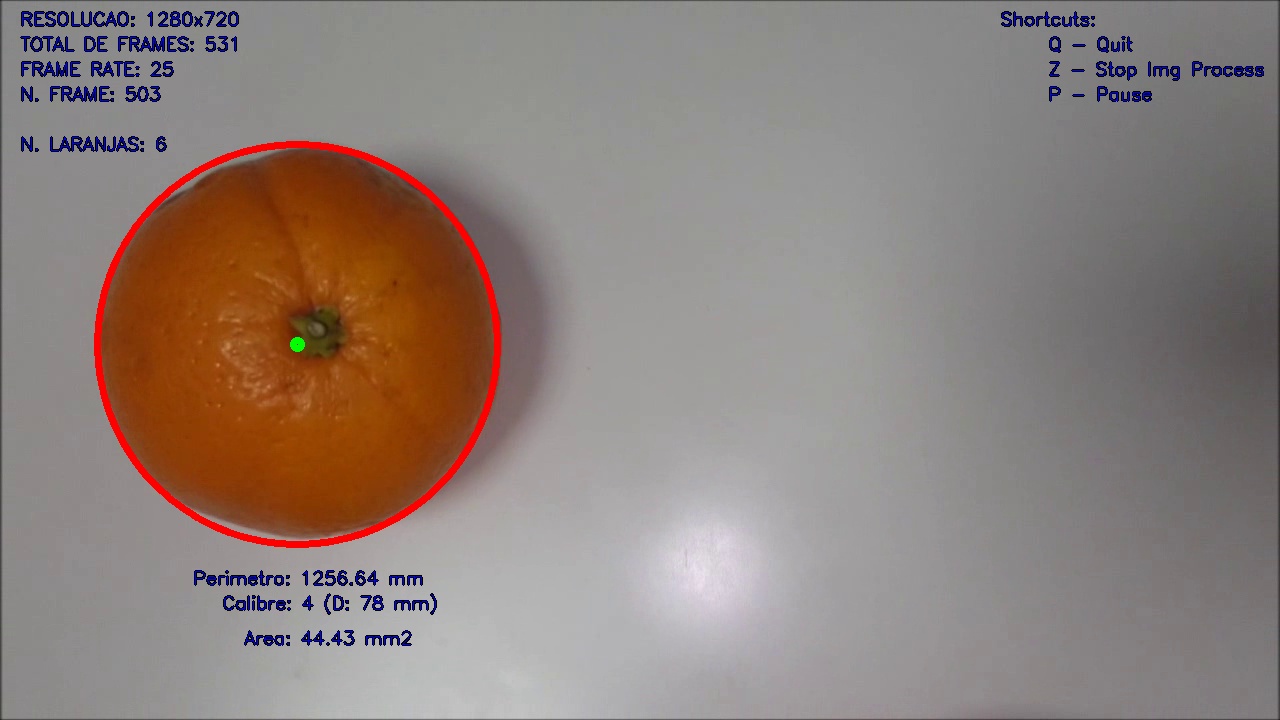 RESOLUCAO: 1280x720
TOTAL DE FRAMES: 531
FRAME RATE: 25
N. FRAME: 503
N. LARANJAS: 6
Shortcuts:
Q - Quit
Z - Stop Img Process
P - Pause
Perimetro: 1256.64 mm
Calibre: 4 (D: 78 mm)
Area: 44.43 mm2